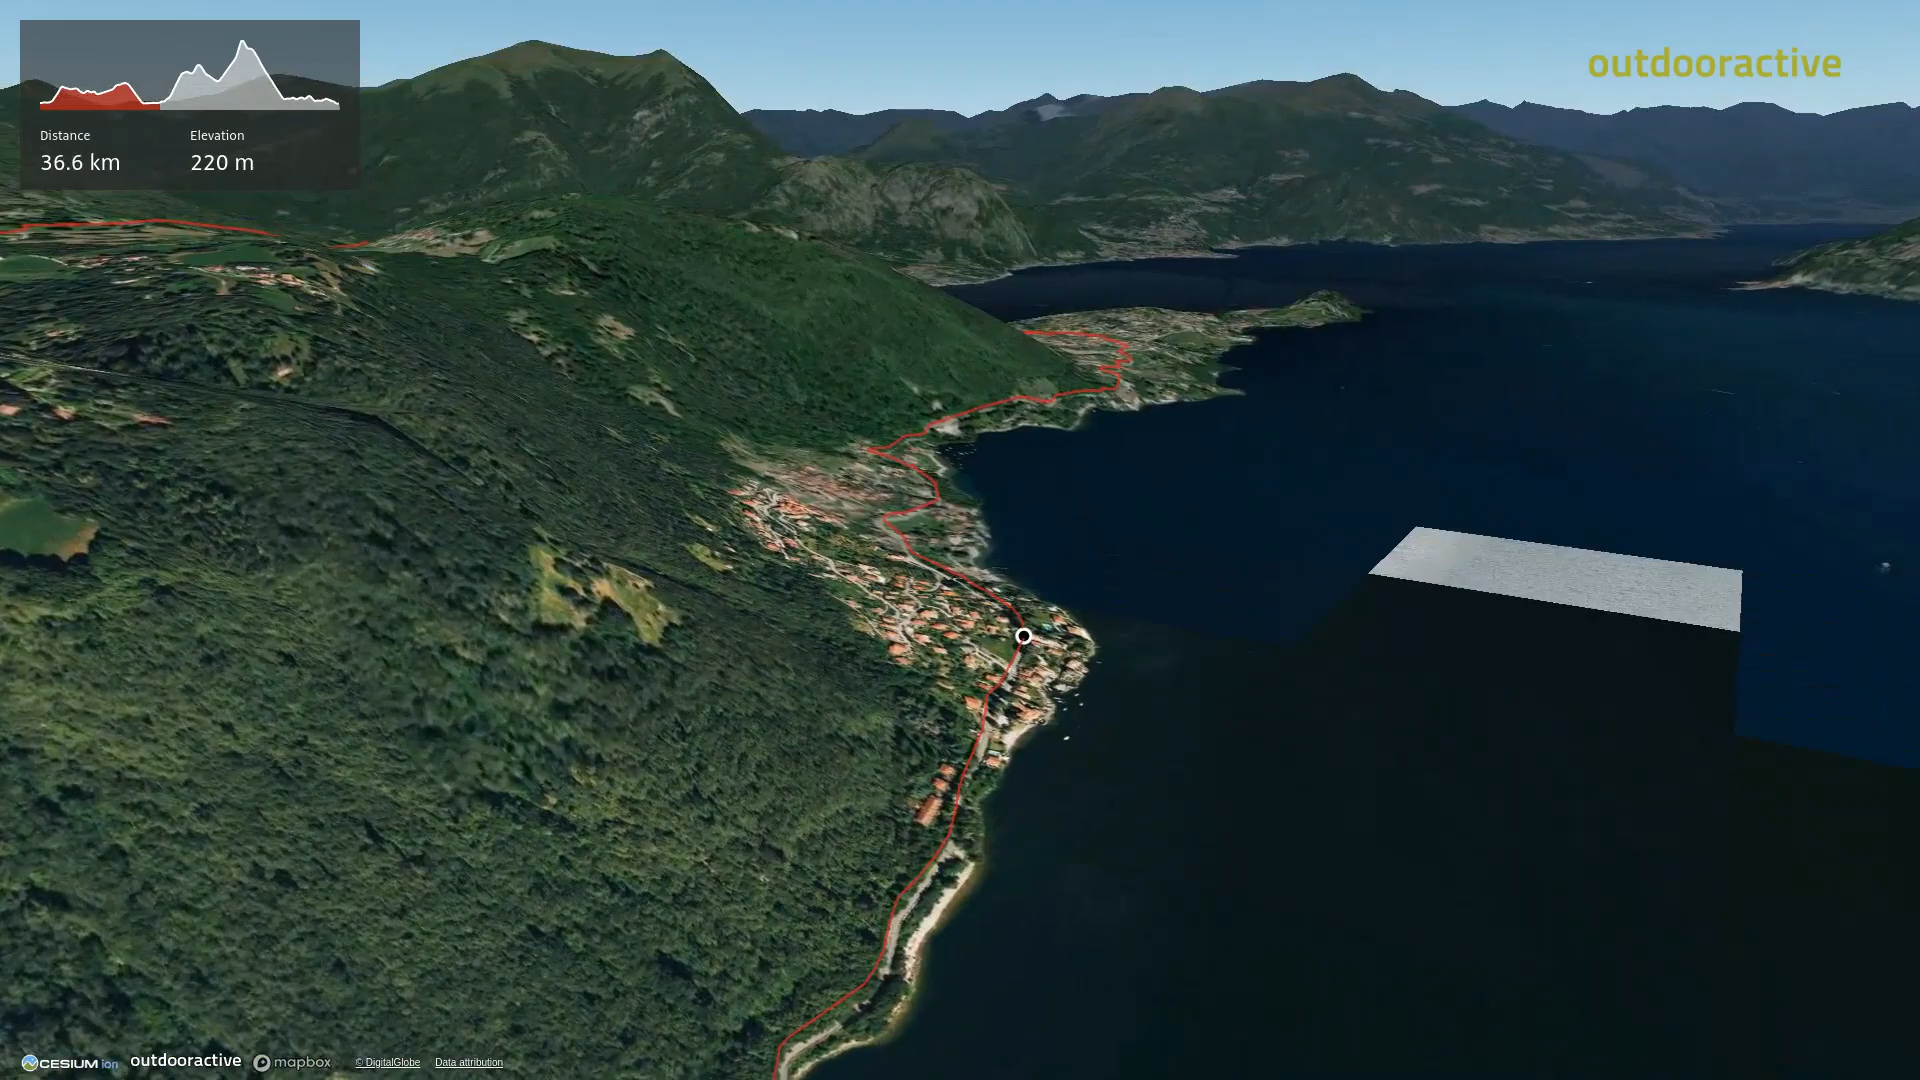 outdooractive
Distance
Elevation
36.6 km
220 m
CESIUM ion
outdooractive
mapbox
© DigitalGlobe
Data attribution